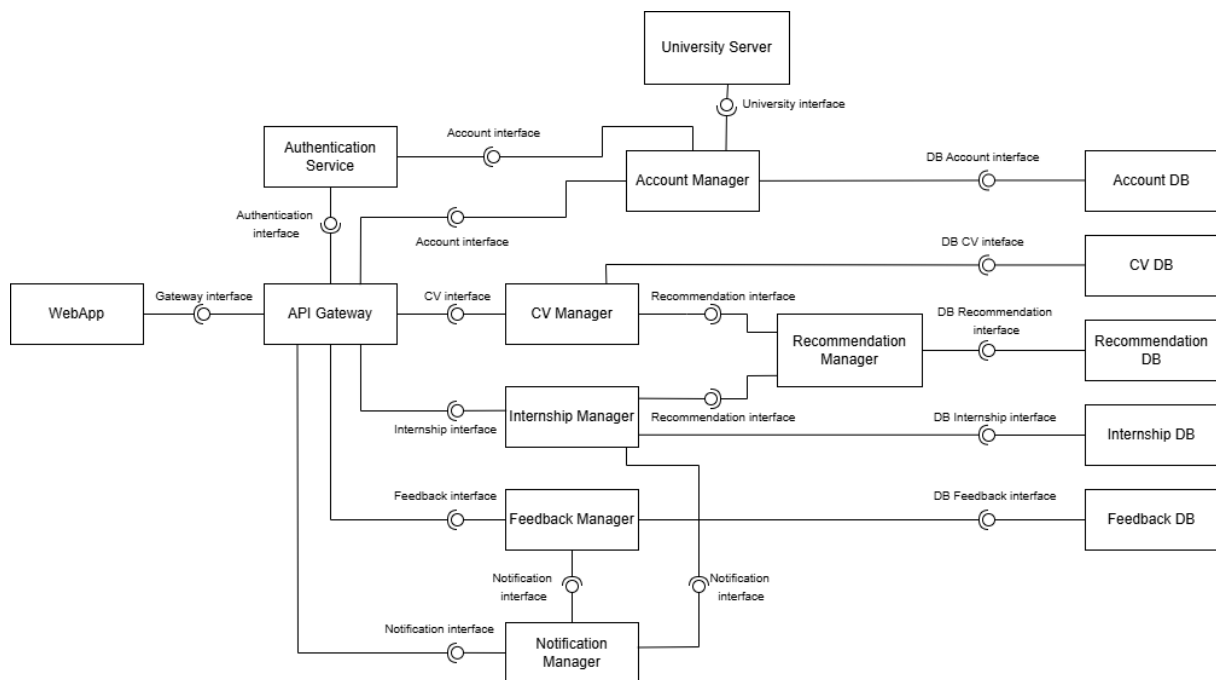 University Server
University interface
Account interface
Authentication
Service
DB Account interface
Account Manager
Account DB
Authentication
interface
Account interface
DB CV inteface
CV DB
Gateway interface
CV interface
Recommendation interface
WebApp
API Gateway
CV Manager
DB Recommendation
interface
Recommendation
Manager
Recommendation
DB
Internship Manager
Internship interface
Recommendation interface
DB Internship interface
Internship DB
Feedback interface
DB Feedback interface
Feedback Manager
Feedback DB
Notification
interface
Notification
interface
Notification interface
Notification
Manager